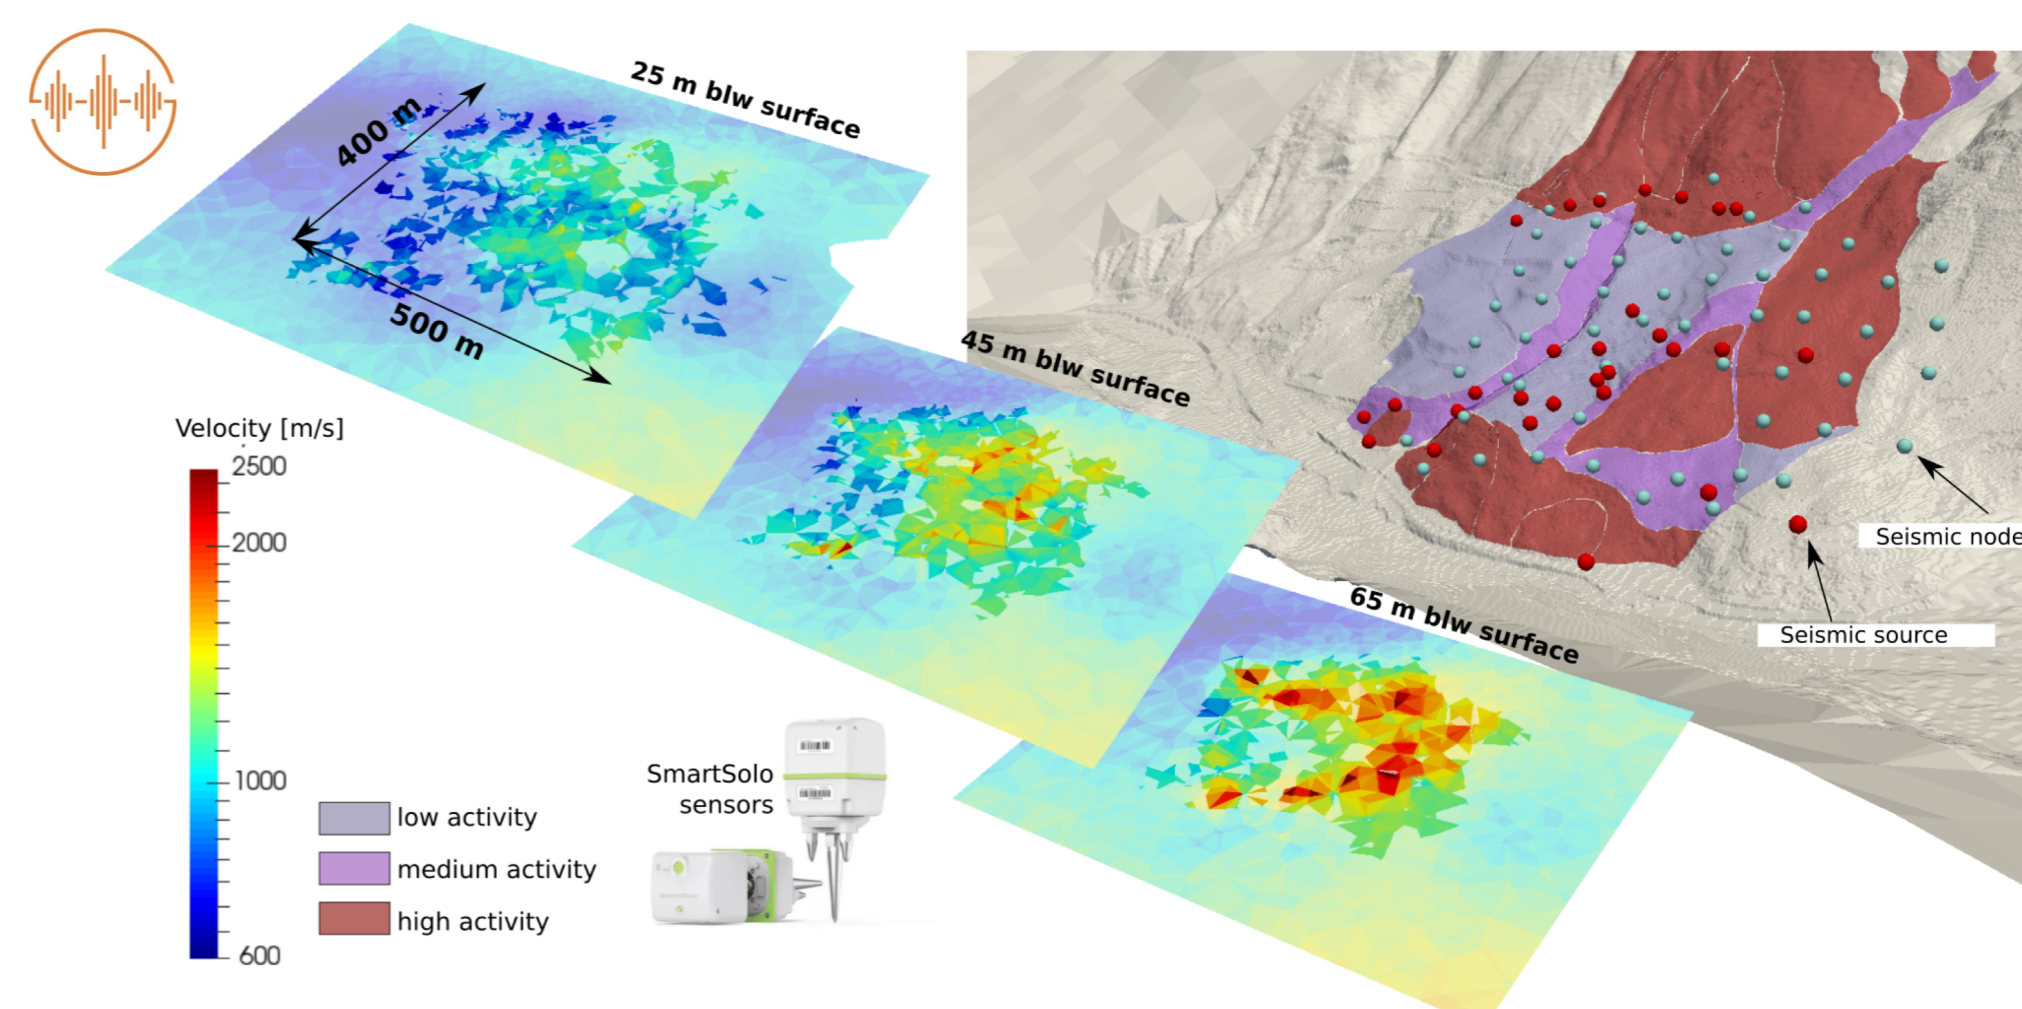 25 m blw surface
400 m
500 m
45 m blw surface
65 m blw surface
Velocity [m/s]
2500
2000
1000
600
low activity
medium activity
high activity
SmartSolo
sensors
Seismic node
Seismic source